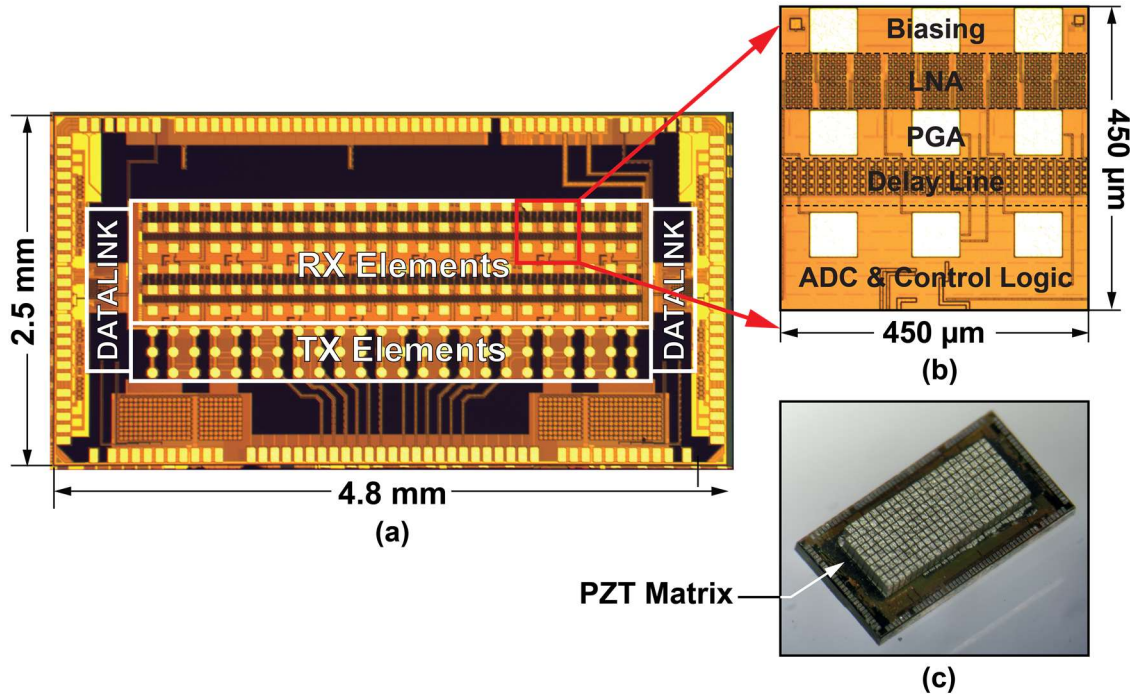 Biasing
LNA
PGA
Delay Line
ADC & Control Logic
450 µm
450 µm
(b)
DATALINK
RX Elements
TX Elements
DATALINK
2.5 mm
4.8 mm
(a)
PZT Matrix
(c)